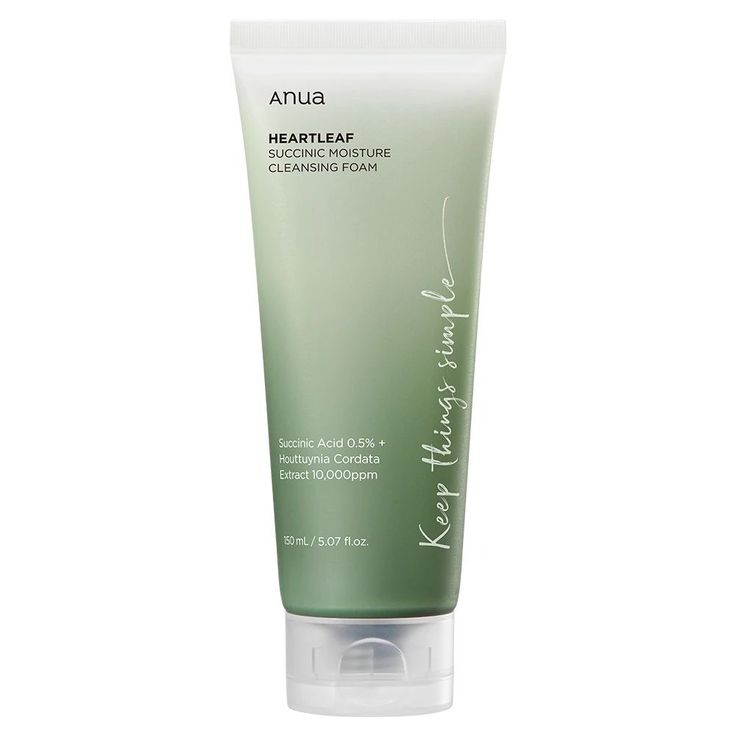 Anua
HEARTLEAF
SUCCINIC MOISTURE
CLEANSING FOAM
Keep things simple
Succinic Acid 0.5% +
Houttuynia Cordata
Extract 10,000ppm
150 mL / 5.07 fl.oz.